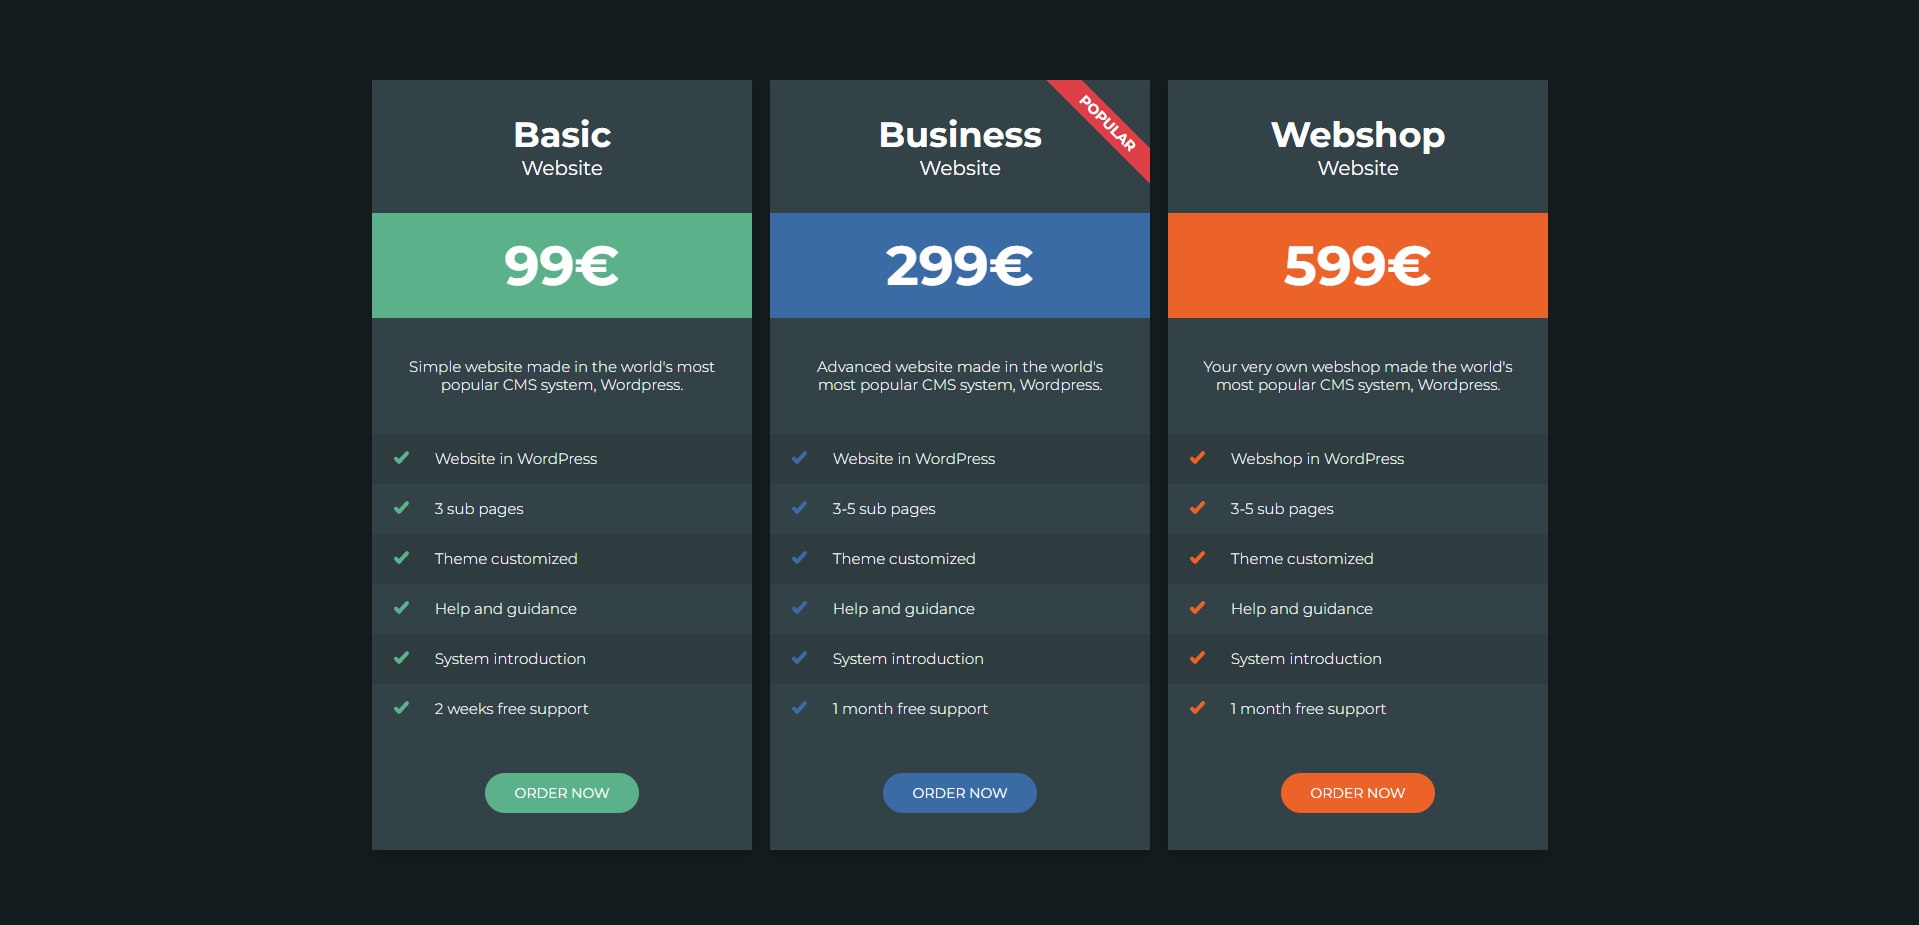 Basic
Website
99€
Simple website made in the world's most
popular CMS system, Wordpress.
Website in WordPress
3 sub pages
Theme customized
Help and guidance
System introduction
2 weeks free support
ORDER NOW
POPULAR
Business
Website
299€
Advanced website made in the world's
most popular CMS system, Wordpress.
Website in WordPress
3-5 sub pages
Theme customized
Help and guidance
System introduction
1 month free support
ORDER NOW
Webshop
Website
599€
Your very own webshop made the world's
most popular CMS system, Wordpress.
Webshop in WordPress
3-5 sub pages
Theme customized
Help and guidance
System introduction
1 month free support
ORDER NOW